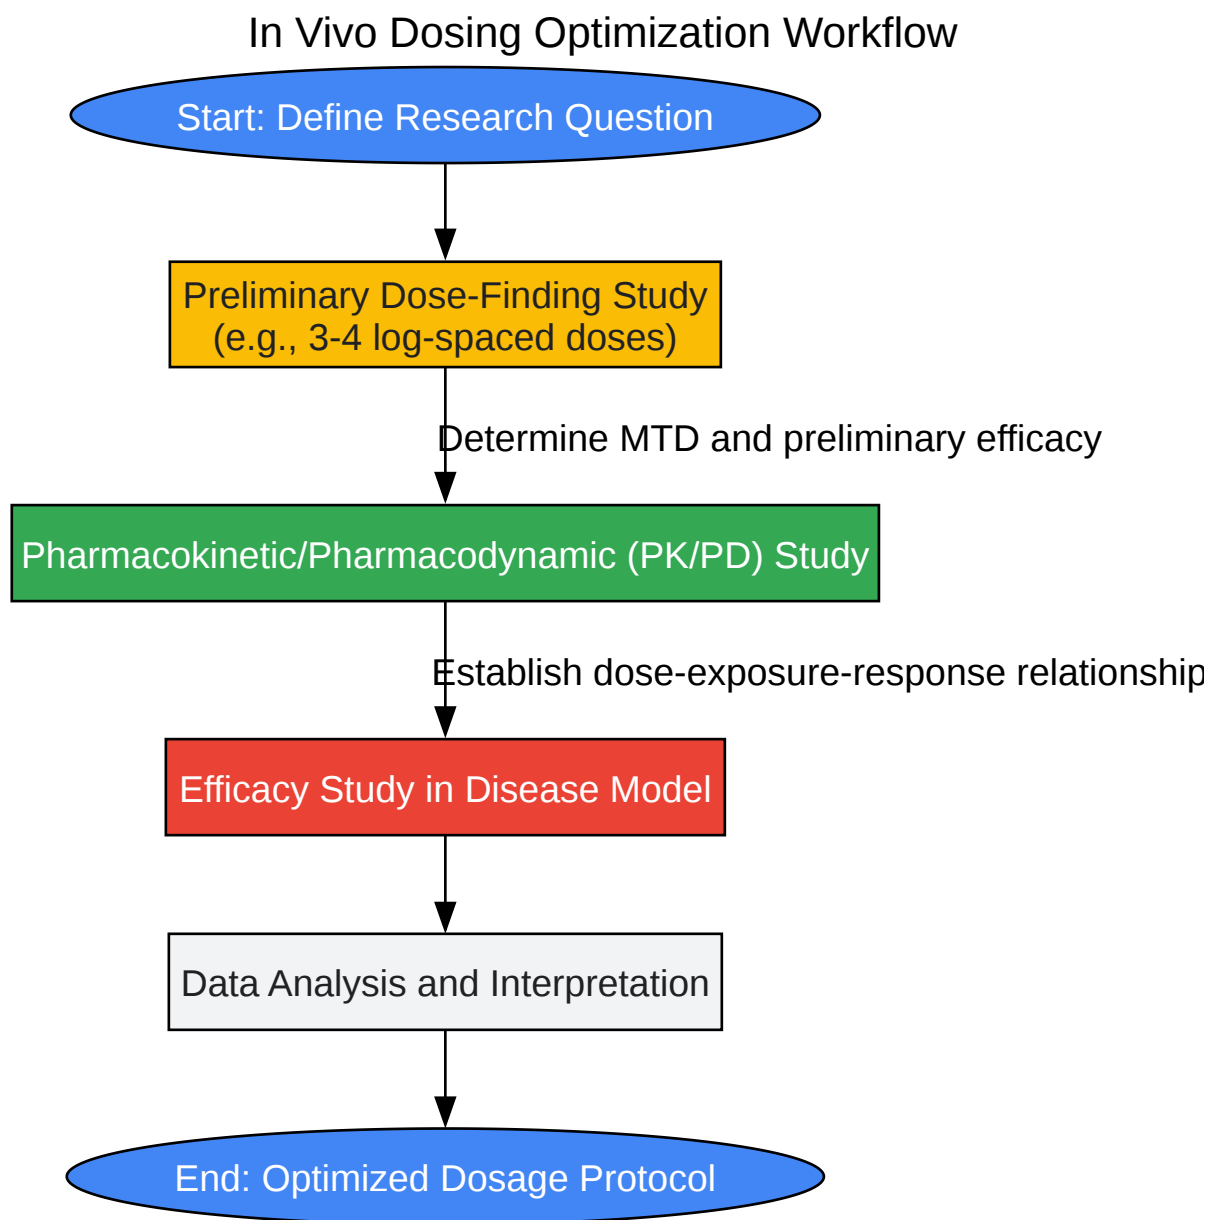 In Vivo Dosing Optimization Workflow
Start: Define Research Question
Preliminary Dose-Finding Study
(e.g., 3-4 log-spaced doses)
Determine MTD and preliminary efficacy
Pharmacokinetic/Pharmacodynamic (PK/PD) Study
Establish dose-exposure-response relationship
Efficacy Study in Disease Model
Data Analysis and Interpretation
End: Optimized Dosage Protocol